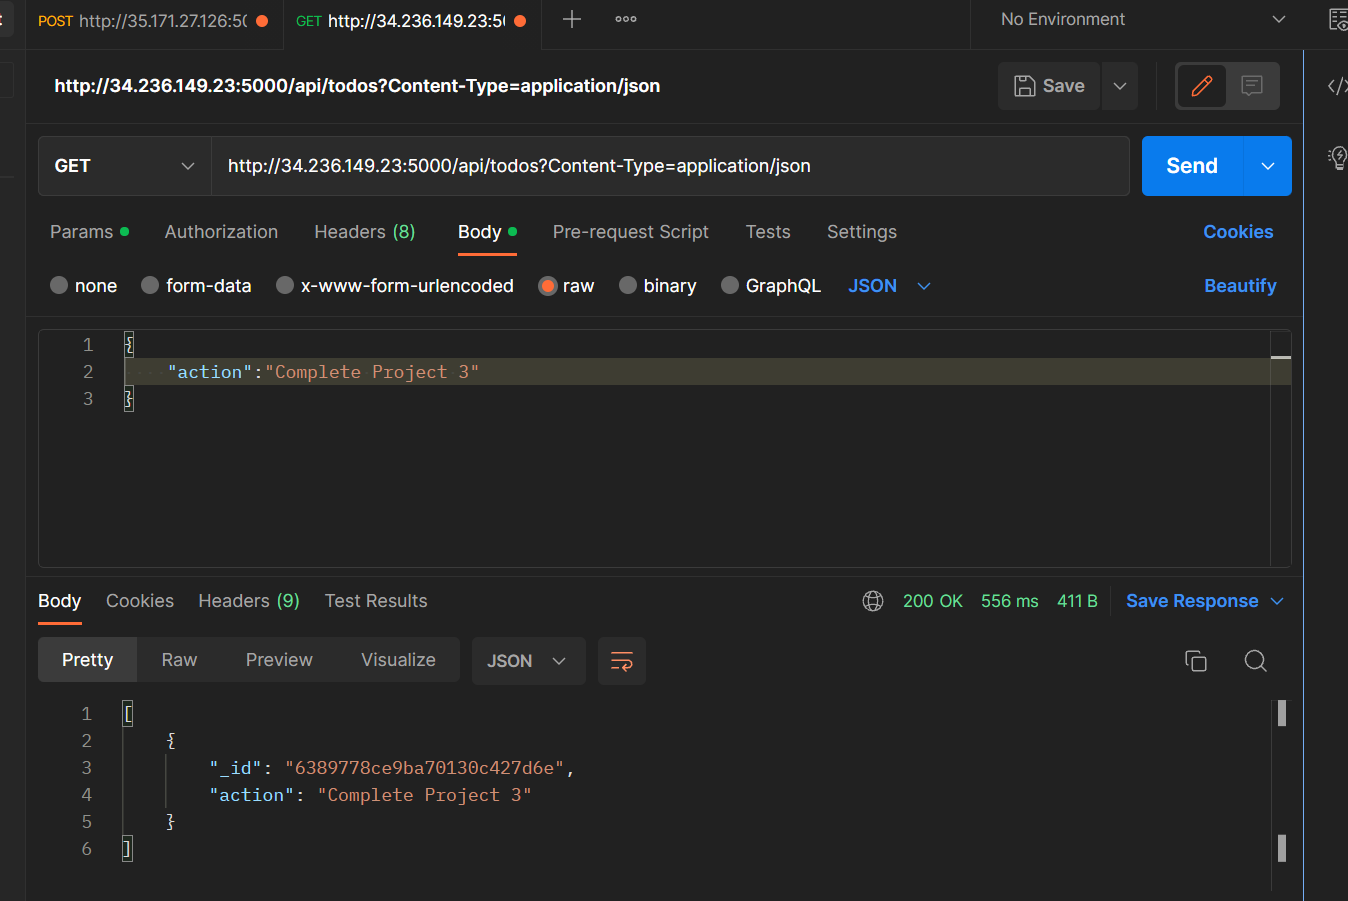 POST http://35.171.27.126:50
GET http://34.236.149.23:5
No Environment
http://34.236.149.23:5000/api/todos?Content-Type=application/json
Save
GET
http://34.236.149.23:5000/api/todos?Content-Type=application/json
Send
Params
Authorization
Headers (8)
Body
Pre-request Script
Tests
Settings
Cookies
none
form-data
x-www-form-urlencoded
raw
binary
GraphQL
JSON
Beautify
1 {
2 "action":"Complete Project 3"
3 }
Body
Cookies
Headers (9)
Test Results
200 OK
556 ms
411 B
Save Response
Pretty
Raw
Preview
Visualize
JSON
1 [
2 {
3 "_id": "6389778ce9ba70130c427d6e",
4 "action": "Complete Project 3"
5 }
6 ]